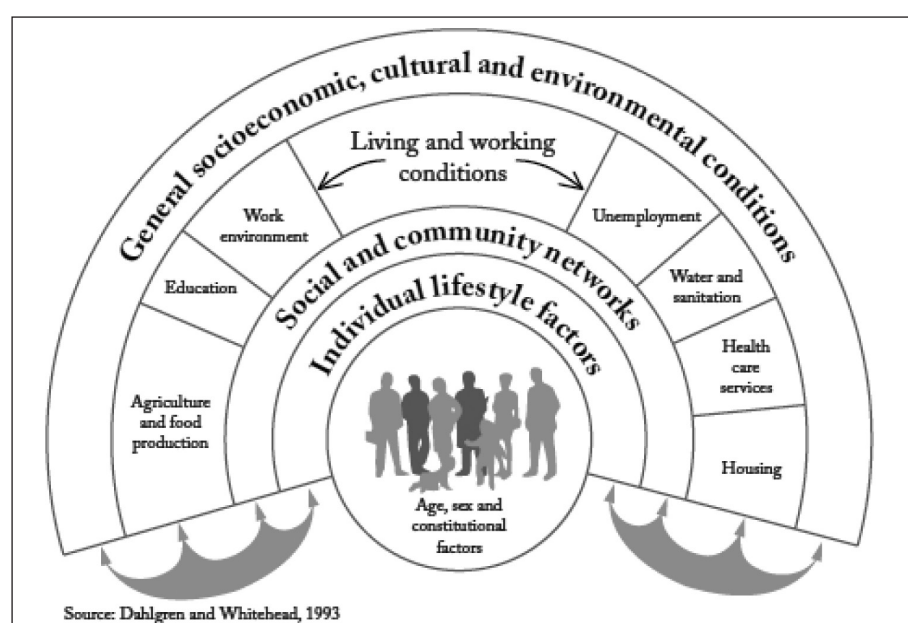 General socioeconomic, cultural and environmental conditions
Living and working
conditions
Work
environment
Unemployment
Education
Water and
sanitation
Agriculture
and food
production
Health
care
services
Housing
Social and community networks
Individual lifestyle factors
Age, sex and
constitutional
factors
Source: Dahlgren and Whitehead, 1993